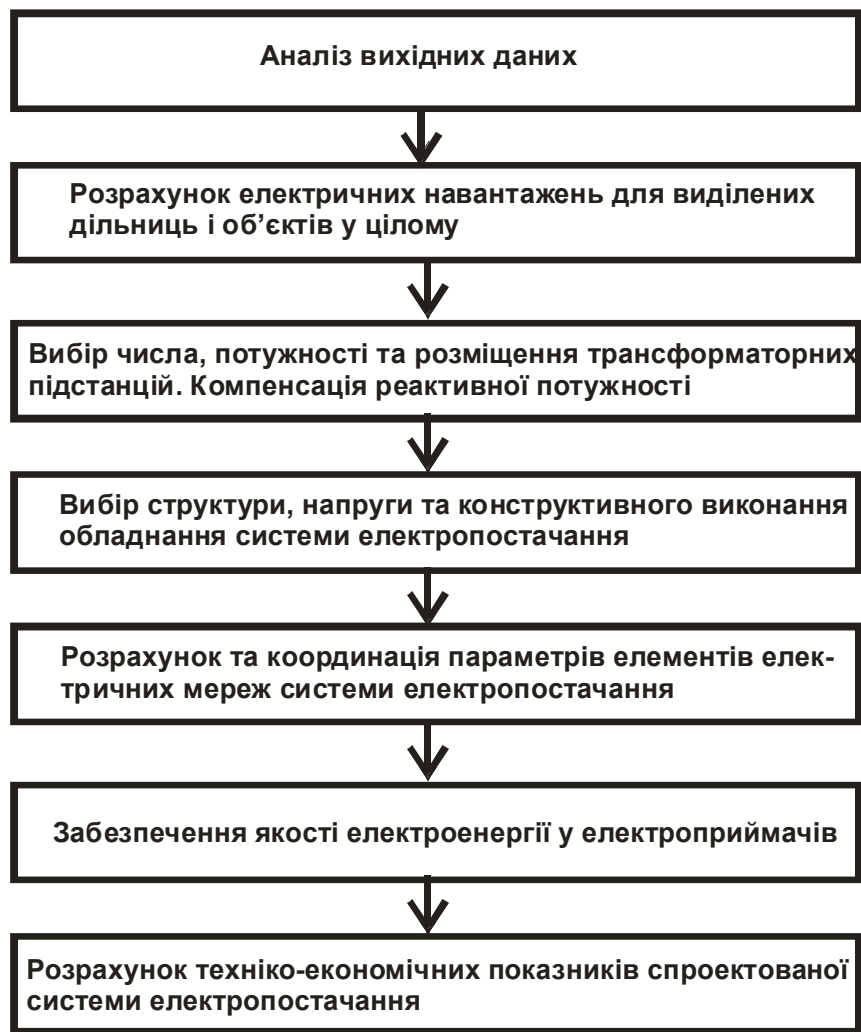 Аналіз вихідних даних
Розрахунок електричних навантажень для виділених
дільниць і об’єктів у цілому
Вибір числа, потужності та розміщення трансформаторних
підстанцій. Компенсація реактивної потужності
Вибір структури, напруги та конструктивного виконання
обладнання системи електропостачання
Розрахунок та координація параметрів елементів елек-
тричних мереж системи електропостачання
Забезпечення якості електроенергії у електроприймачів
Розрахунок техніко-економічних показників спроектованої
системи електропостачання